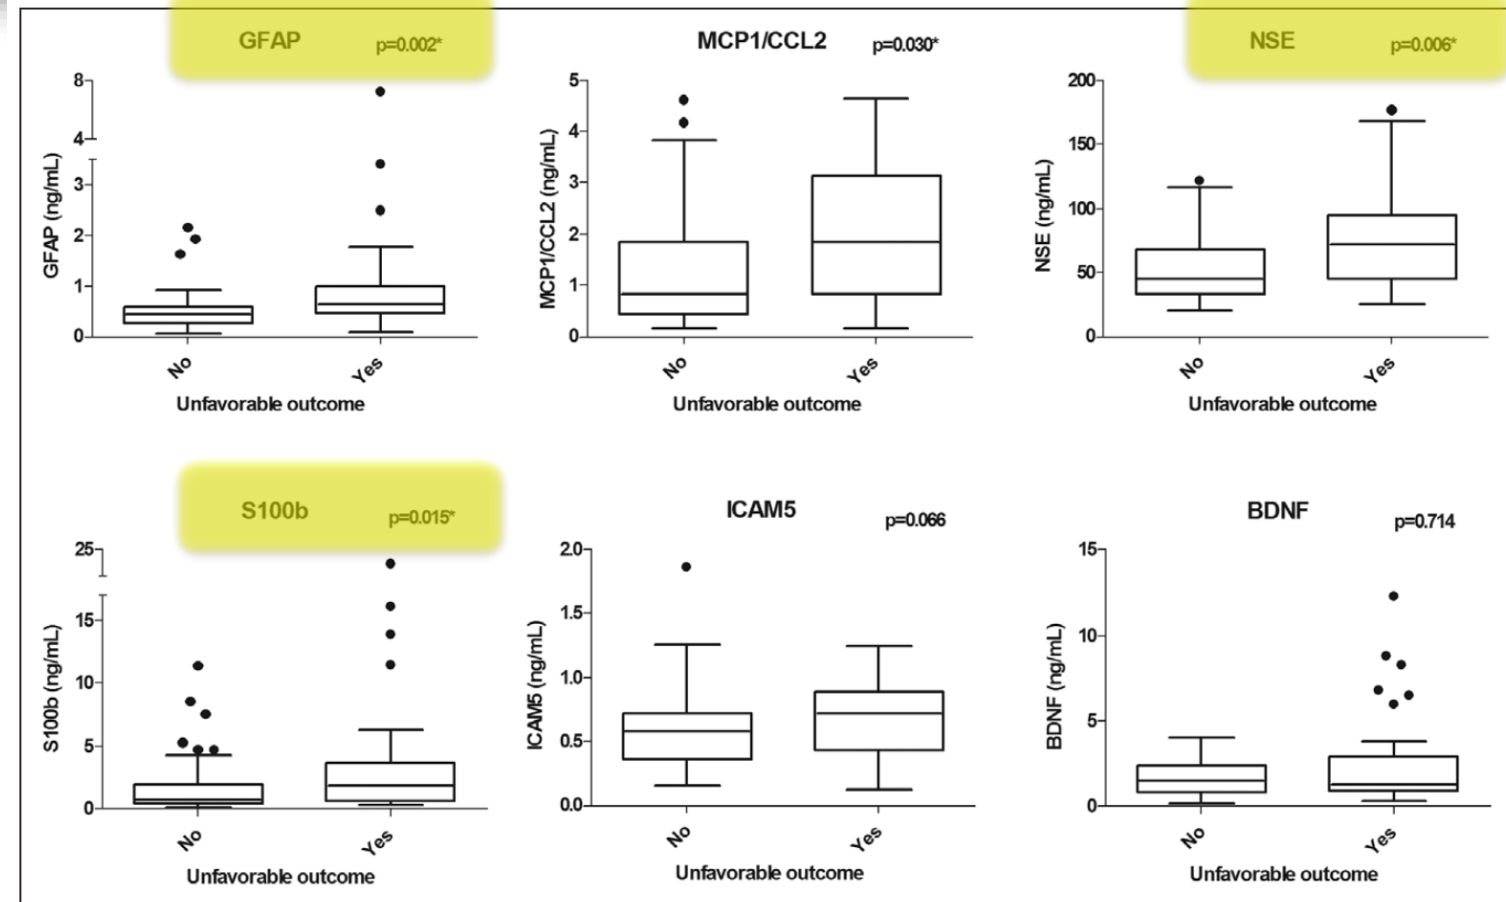 GFAP p=0.002*
8
4
3
2
1
0
GFAP (ng/mL)
No
Yes
Unfavorable outcome
MCP1/CCL2 p=0.030*
5
4
3
2
1
0
MCP1/CCL2 (ng/mL)
No
Yes
Unfavorable outcome
NSE p=0.006*
200
150
100
50
0
NSE (ng/mL)
No
Yes
Unfavorable outcome
S100b p=0.015*
25
15
10
5
0
S100b (ng/mL)
No
Yes
Unfavorable outcome
ICAM5 p=0.066
2.0
1.5
1.0
0.5
0.0
ICAM5 (ng/mL)
No
Yes
Unfavorable outcome
BDNF p=0.714
15
10
5
0
BDNF (ng/mL)
No
Yes
Unfavorable outcome